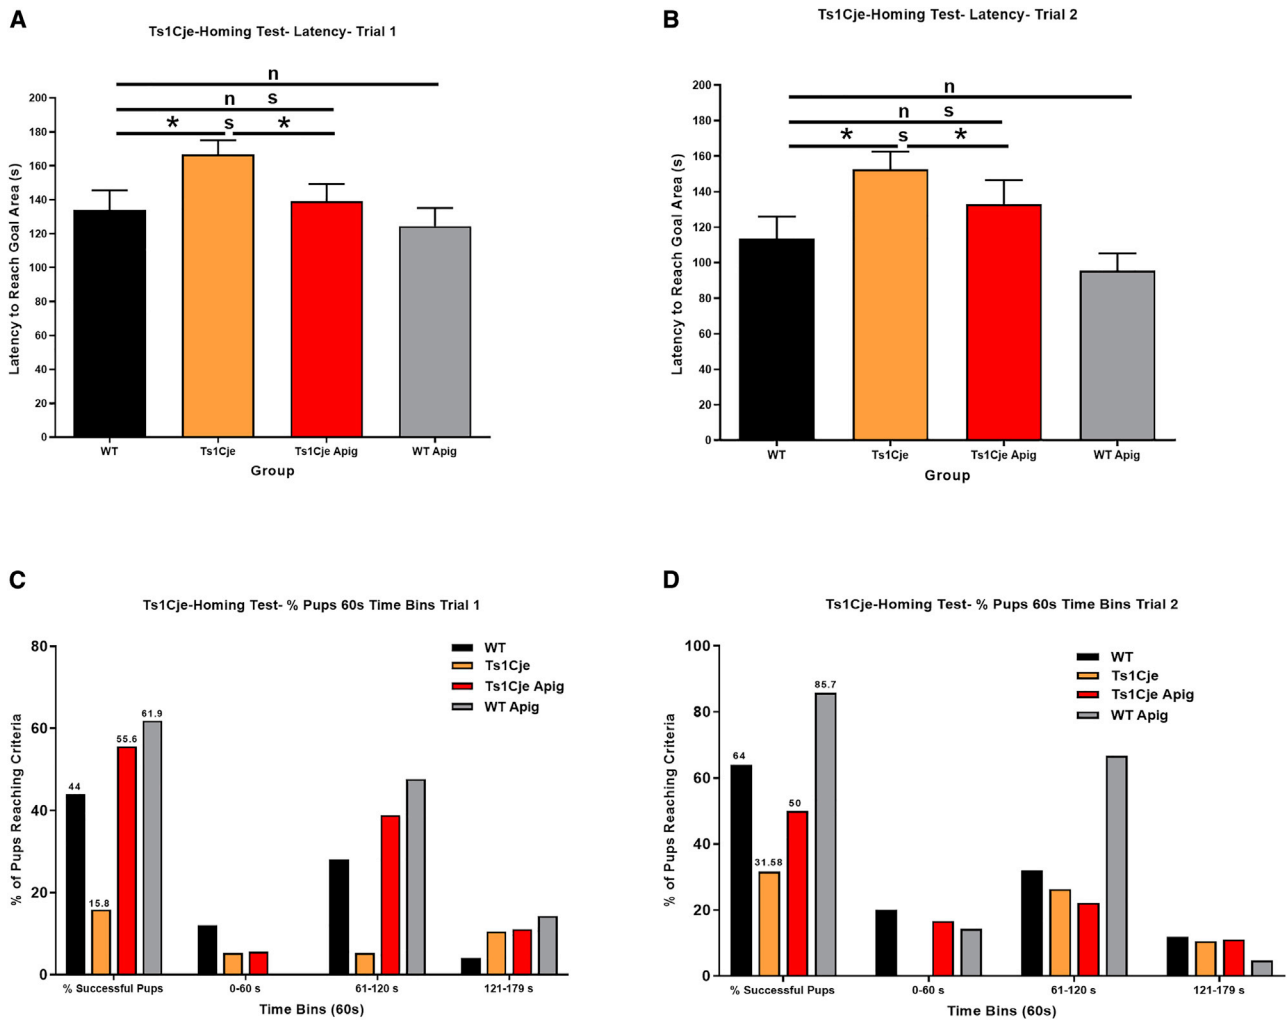 A
Ts1Cje-Homing Test- Latency- Trial 1
n
n s
* s *
200
180
160
140
120
100
80
60
40
20
0
Latency to Reach Goal Area (s)
WT Ts1Cje Ts1Cje Apig WT Apig
Group
B
Ts1Cje-Homing Test- Latency- Trial 2
n
n s
* s *
200
180
160
140
120
100
80
60
40
20
0
Latency to Reach Goal Area (s)
WT Ts1Cje Ts1Cje Apig WT Apig
Group
C
Ts1Cje-Homing Test- % Pups 60s Time Bins Trial 1
WT
Ts1Cje
Ts1Cje Apig
WT Apig
80
60
40
20
0
% of Pups Reaching Criteria
44
15.8
55.6
61.9
% Successful Pups 0-60 s 61-120 s 121-179 s
Time Bins (60s)
D
Ts1Cje-Homing Test- % Pups 60s Time Bins Trial 2
WT
Ts1Cje
Ts1Cje Apig
WT Apig
100
80
60
40
20
0
% of Pups Reaching Criteria
64
31.58
50
85.7
% Successful Pups 0-60 s 61-120 s 121-179 s
Time Bins (60s)